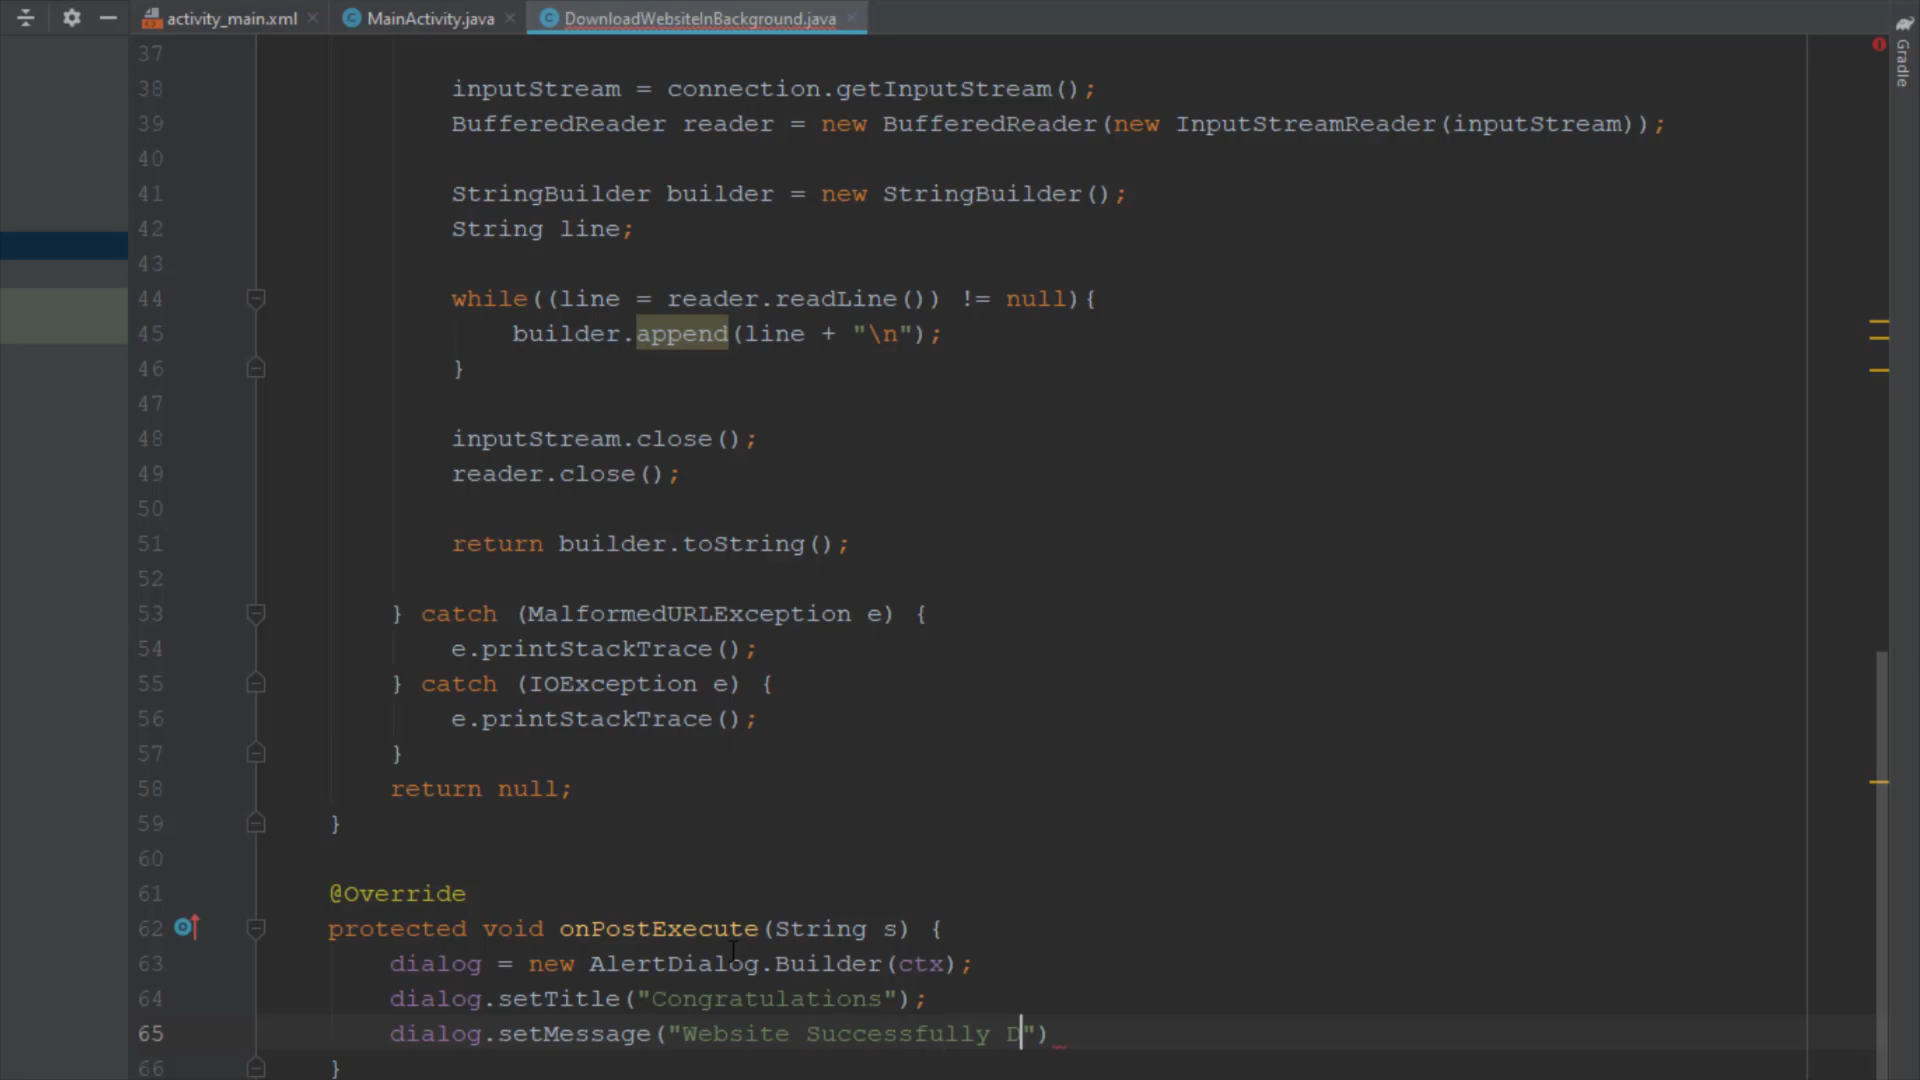 activity_main.xml MainActivity.java DownloadWebsiteInBackground.java
Gradle
37
38 inputStream = connection.getInputStream();
39 BufferedReader reader = new BufferedReader(new InputStreamReader(inputStream));
40
41 StringBuilder builder = new StringBuilder();
42 String line;
43
44 while((line = reader.readLine()) != null){
45 builder.append(line + "\n");
46 }
47
48 inputStream.close();
49 reader.close();
50
51 return builder.toString();
52
53 } catch (MalformedURLException e) {
54 e.printStackTrace();
55 } catch (IOException e) {
56 e.printStackTrace();
57 }
58 return null;
59 }
60
61 @Override
62 protected void onPostExecute(String s) {
63 dialog = new AlertDialog.Builder(ctx);
64 dialog.setTitle("Congratulations");
65 dialog.setMessage("Website Successfully D")
66 }